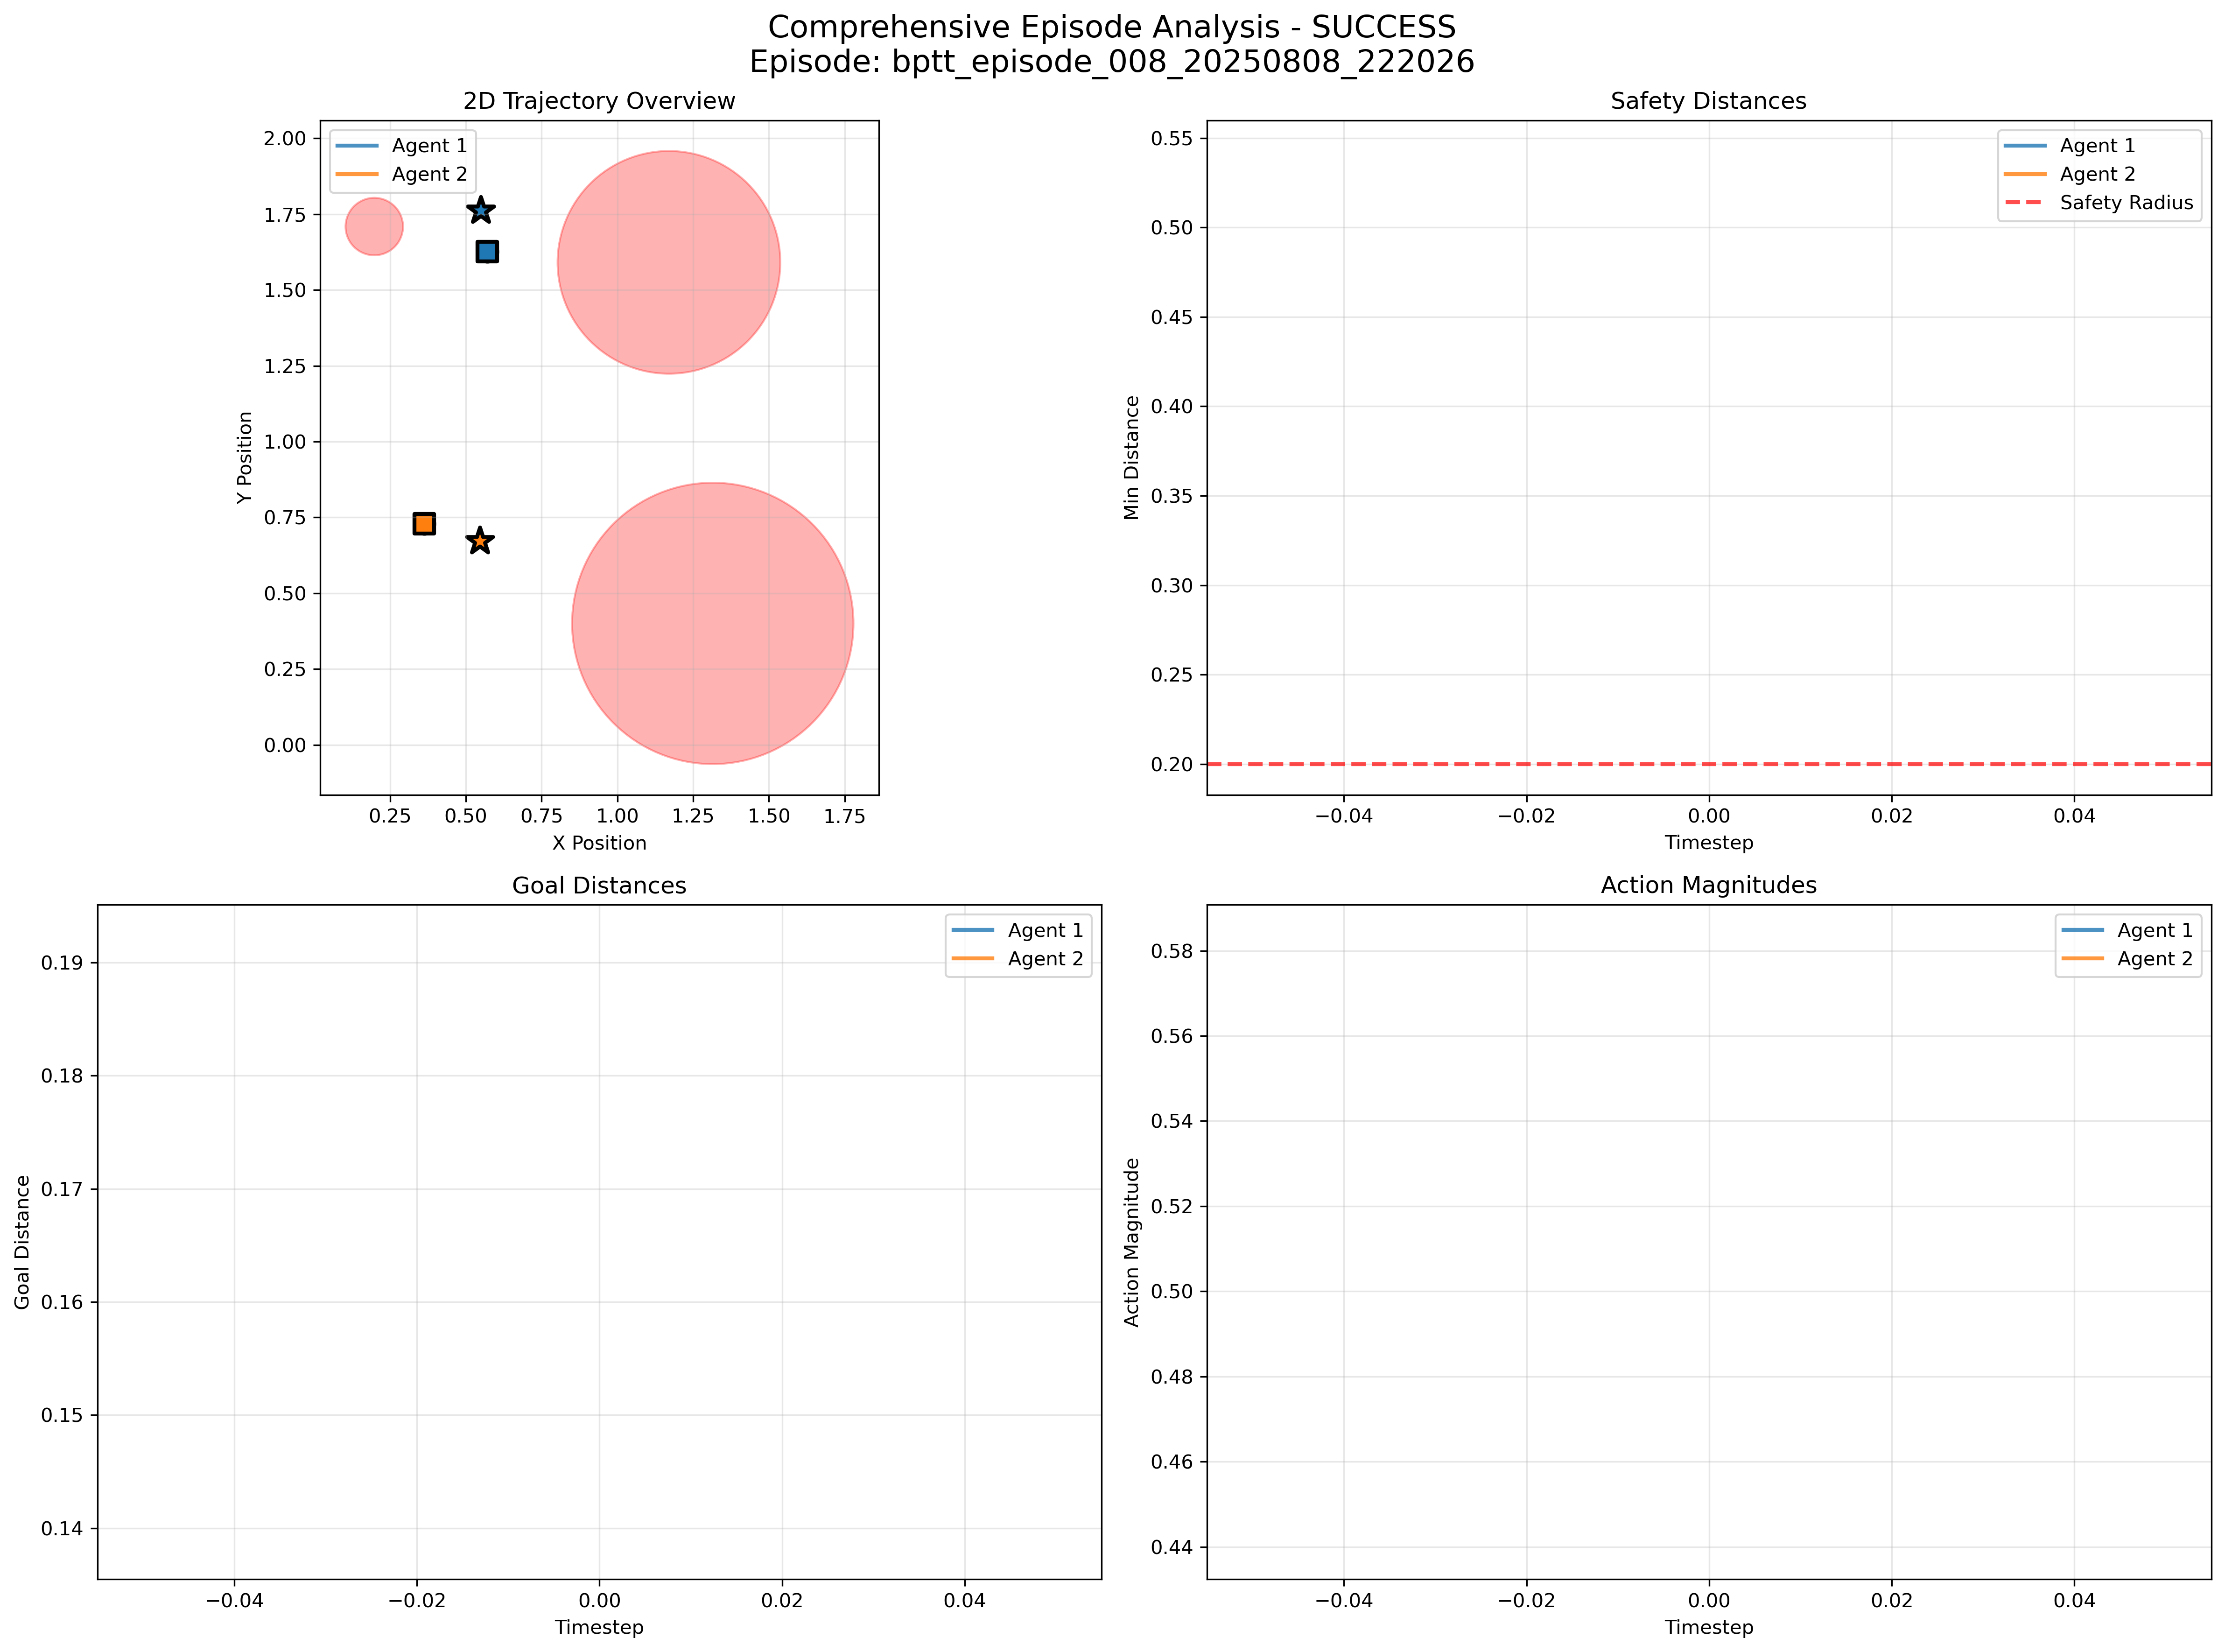 Comprehensive Episode Analysis - SUCCESS
Episode: bptt_episode_008_20250808_222026
2D Trajectory Overview
Agent 1
Agent 2
2.00
1.75
1.50
1.25
1.00
0.75
0.50
0.25
0.00
Y Position
0.25 0.50 0.75 1.00 1.25 1.50 1.75
X Position
Safety Distances
Agent 1
Agent 2
Safety Radius
0.55
0.50
0.45
0.40
0.35
0.30
0.25
0.20
Min Distance
−0.04 −0.02 0.00 0.02 0.04
Timestep
Goal Distances
Agent 1
Agent 2
0.19
0.18
0.17
0.16
0.15
0.14
Goal Distance
−0.04 −0.02 0.00 0.02 0.04
Timestep
Action Magnitudes
Agent 1
Agent 2
0.58
0.56
0.54
0.52
0.50
0.48
0.46
0.44
Action Magnitude
−0.04 −0.02 0.00 0.02 0.04
Timestep